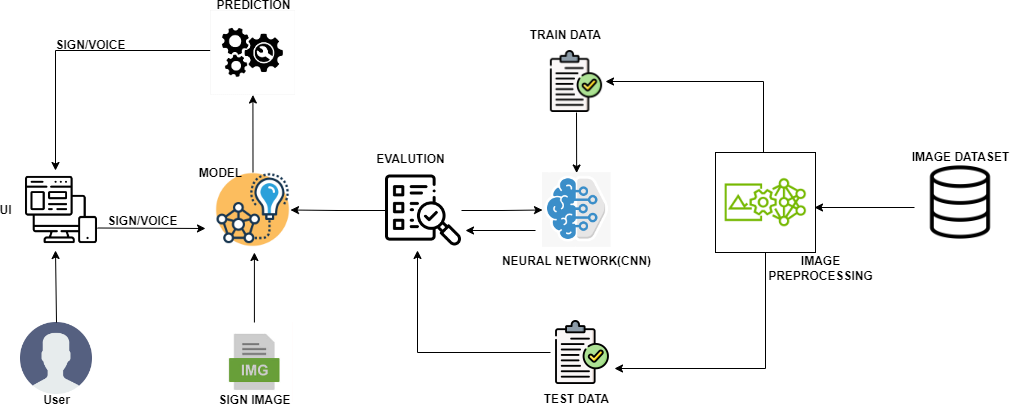 PREDICTION
SIGN/VOICE
TRAIN DATA
EVALUTION
IMAGE DATASET
MODEL
UI
SIGN/VOICE
NEURAL NETWORK(CNN)
IMAGE
PREPROCESSING
IMG
User
SIGN IMAGE
TEST DATA